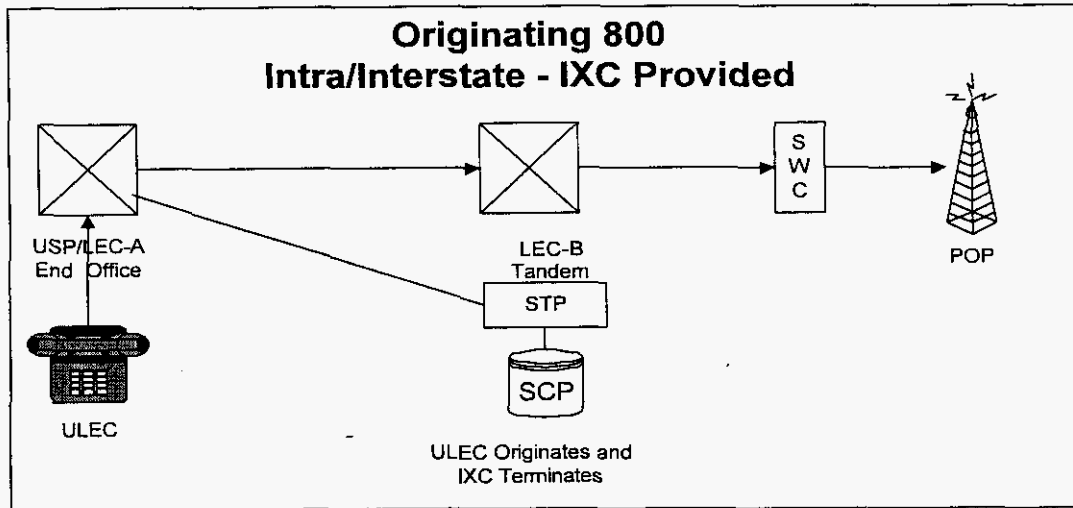 Originating 800
Intra/Interstate - IXC Provided
S
W
C
USP/LEC-A
End Office
LEC-B
Tandem
POP
STP
SCP
ULEC
ULEC Originates and
IXC Terminates